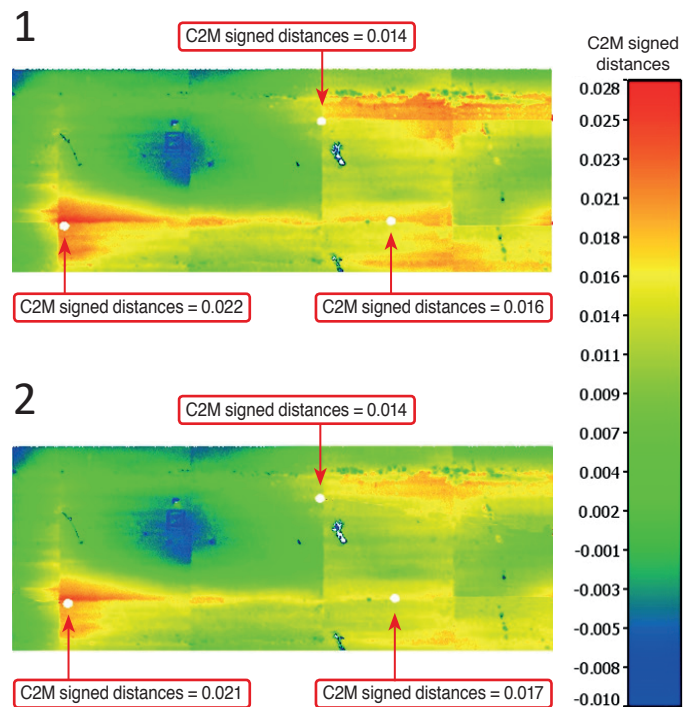 1
C2M signed distances = 0.014
C2M signed distances = 0.022
C2M signed distances = 0.016
2
C2M signed distances = 0.014
C2M signed distances = 0.021
C2M signed distances = 0.017
C2M signed
distances
0.028
0.025
0.023
0.021
0.018
0.016
0.014
0.011
0.009
0.007
0.004
0.002
-0.001
-0.003
-0.005
-0.008
-0.010